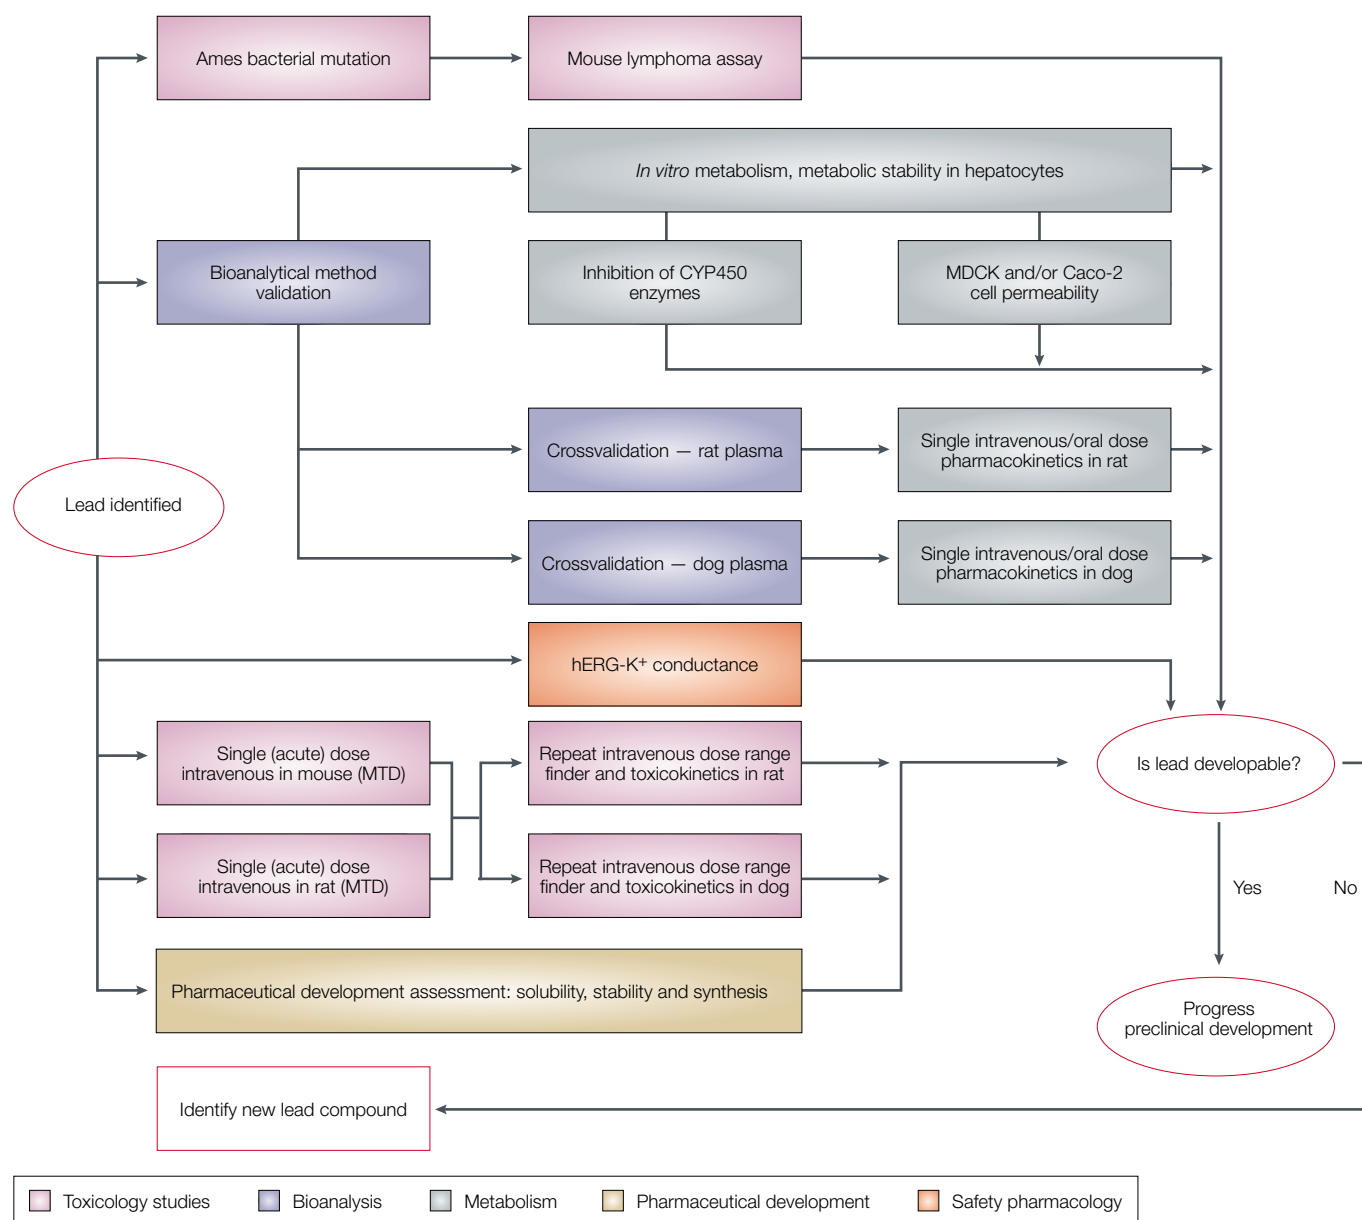 Ames bacterial mutation
Mouse lymphoma assay
In vitro metabolism, metabolic stability in hepatocytes
Bioanalytical method
validation
Inhibition of CYP450
enzymes
MDCK and/or Caco-2
cell permeability
Crossvalidation — rat plasma
Single intravenous/oral dose
pharmacokinetics in rat
Lead identified
Crossvalidation — dog plasma
Single intravenous/oral dose
pharmacokinetics in dog
hERG-K⁺ conductance
Single (acute) dose
intravenous in mouse (MTD)
Repeat intravenous dose range
finder and toxicokinetics in rat
Is lead developable?
Single (acute) dose
intravenous in rat (MTD)
Repeat intravenous dose range
finder and toxicokinetics in dog
Yes
No
Pharmaceutical development assessment: solubility, stability and synthesis
Progress
preclinical development
Identify new lead compound
Toxicology studies
Bioanalysis
Metabolism
Pharmaceutical development
Safety pharmacology